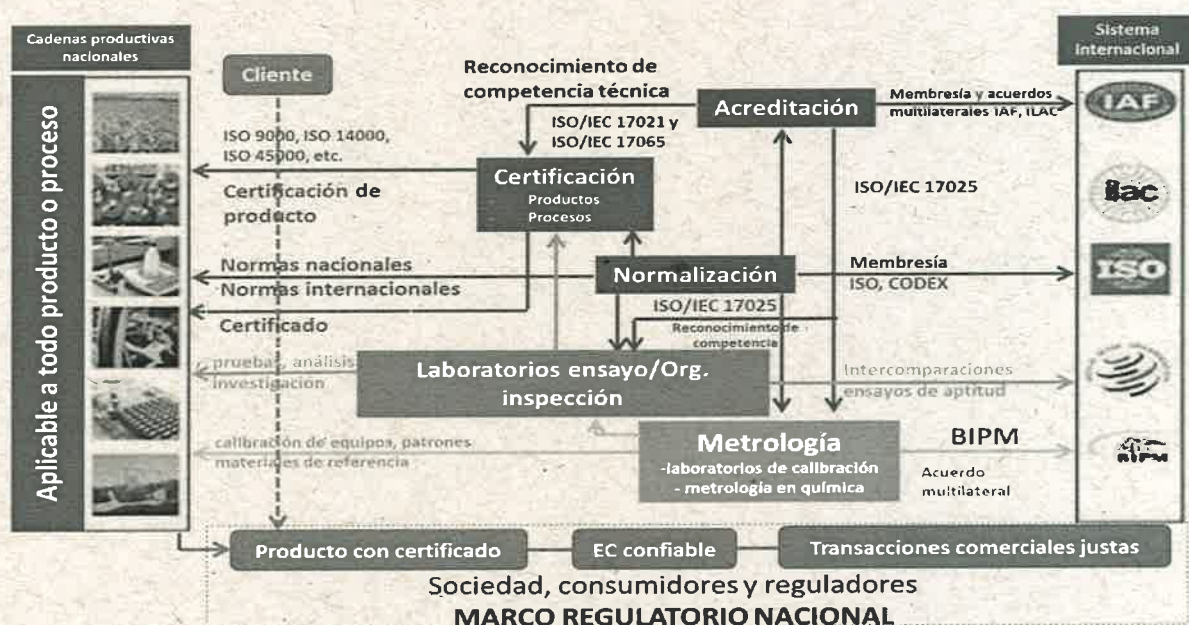 Cadenas productivas
nacionales
Sistema
internacional
Cliente
Reconocimiento de
competencia técnica
Acreditación
Membresía y acuerdos
multilaterales IAF, ILAC
IAF
ISO/IEC 17021 y
ISO/IEC 17065
ISO 9000, ISO 14000,
ISO 45000, etc.
Certificación
Productos
Procesos
ISO/IEC 17025
ilac
Certificación de
producto
Aplicable a todo producto o proceso
Normas nacionales
Normas internacionales
Normalización
Membresía
ISO, CODEX
ISO
ISO/IEC 17025
Certificado
Reconocimiento de
competencia
pruebas, análisis
investigación
Laboratorios ensayo/Org.
inspección
Intercomparaciones
ensayos de aptitud
calibración de equipos, patrones
materiales de referencia
Metrología
-laboratorios de calibración
- metrología en química
BIPM
Acuerdo
multilateral
BIPM
Producto con certificado
EC confiable
Transacciones comerciales justas
Sociedad, consumidores y reguladores
MARCO REGULATORIO NACIONAL